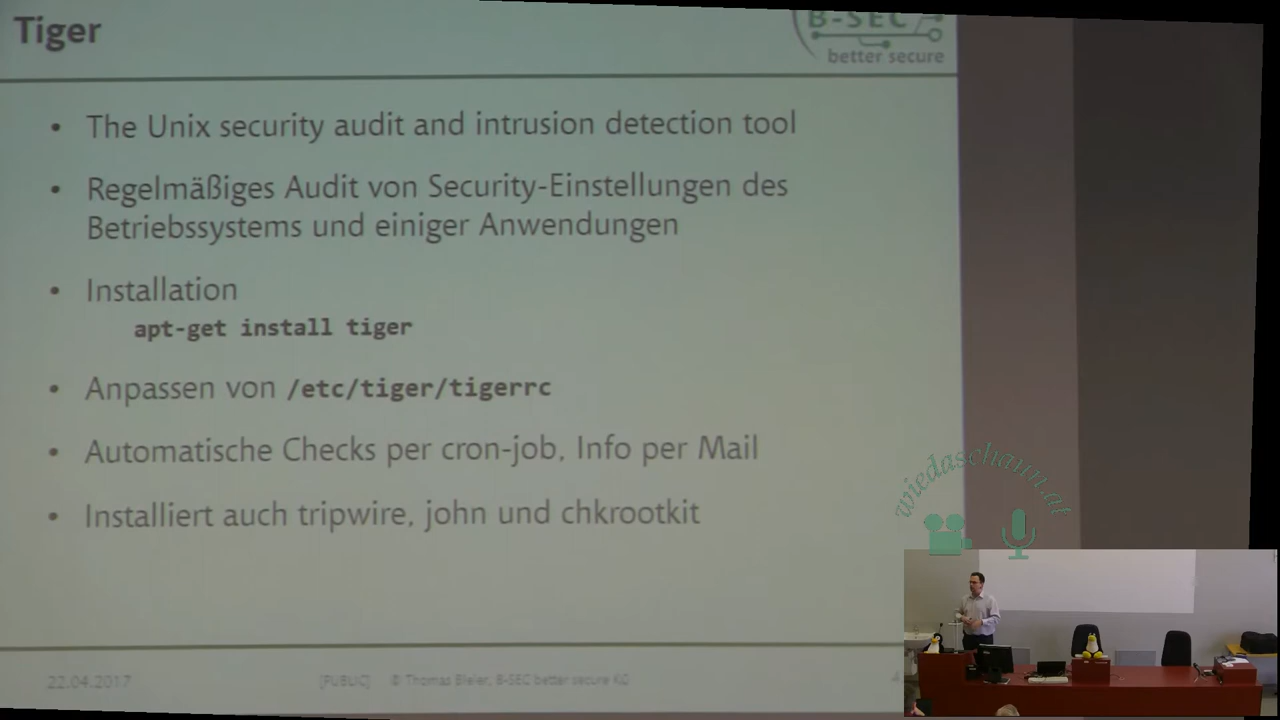 Tiger
B-SEC
better secure
• The Unix security audit and intrusion detection tool
• Regelmäßiges Audit von Security-Einstellungen des
Betriebssystems und einiger Anwendungen
• Installation
apt-get install tiger
• Anpassen von /etc/tiger/tigerrc
• Automatische Checks per cron-job, Info per Mail
• Installiert auch tripwire, john und chkrootkit
wiedaschaun.at
22.04.2017
[PUBLIC] © Thomas Bleier, B-SEC better secure KG